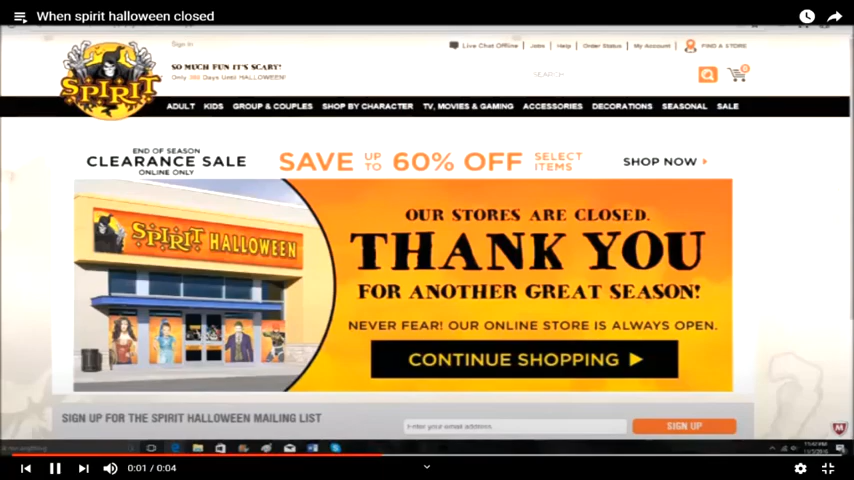 When spirit halloween closed
Sign In
Live Chat Offline
Jobs
Help
Order Status
My Account
FIND A STORE
SO MUCH FUN IT'S SCARY!
Days Until HALLOWEEN!
SEARCH
0
SPIRIT
ADULT KIDS GROUP & COUPLES SHOP BY CHARACTER TV, MOVIES & GAMING ACCESSORIES DECORATIONS SEASONAL SALE
END OF SEASON
CLEARANCE SALE
ONLINE ONLY
SAVE UP TO 60% OFF SELECT ITEMS
SHOP NOW
SPIRIT HALLOWEEN
OUR STORES ARE CLOSED.
THANK YOU
FOR ANOTHER GREAT SEASON!
NEVER FEAR! OUR ONLINE STORE IS ALWAYS OPEN.
CONTINUE SHOPPING
SIGN UP FOR THE SPIRIT HALLOWEEN MAILING LIST
Enter your email address
SIGN UP
0:01 / 0:04